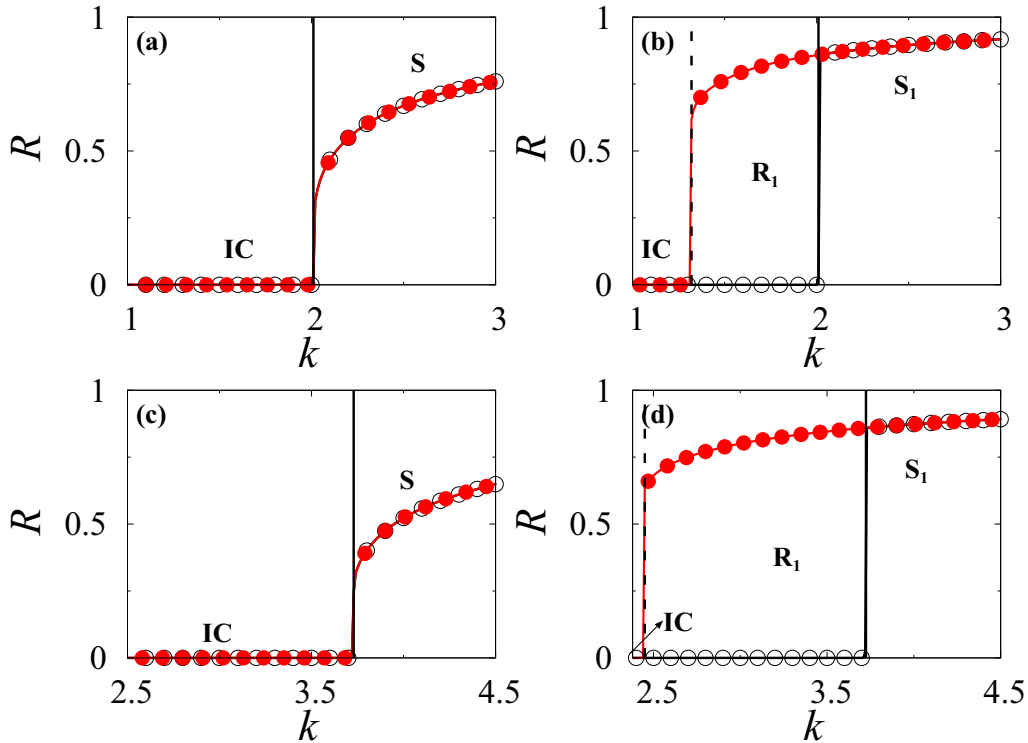 1 (a) S
R 0.5
IC
0
1 2 3
k
1 (b) S₁
R 0.5
R₁
IC
0
1 2 3
k
1 (c) S
R 0.5
IC
0
2.5 3.5 4.5
k
1 (d) S₁
R 0.5
R₁
IC
0
2.5 3.5 4.5
k